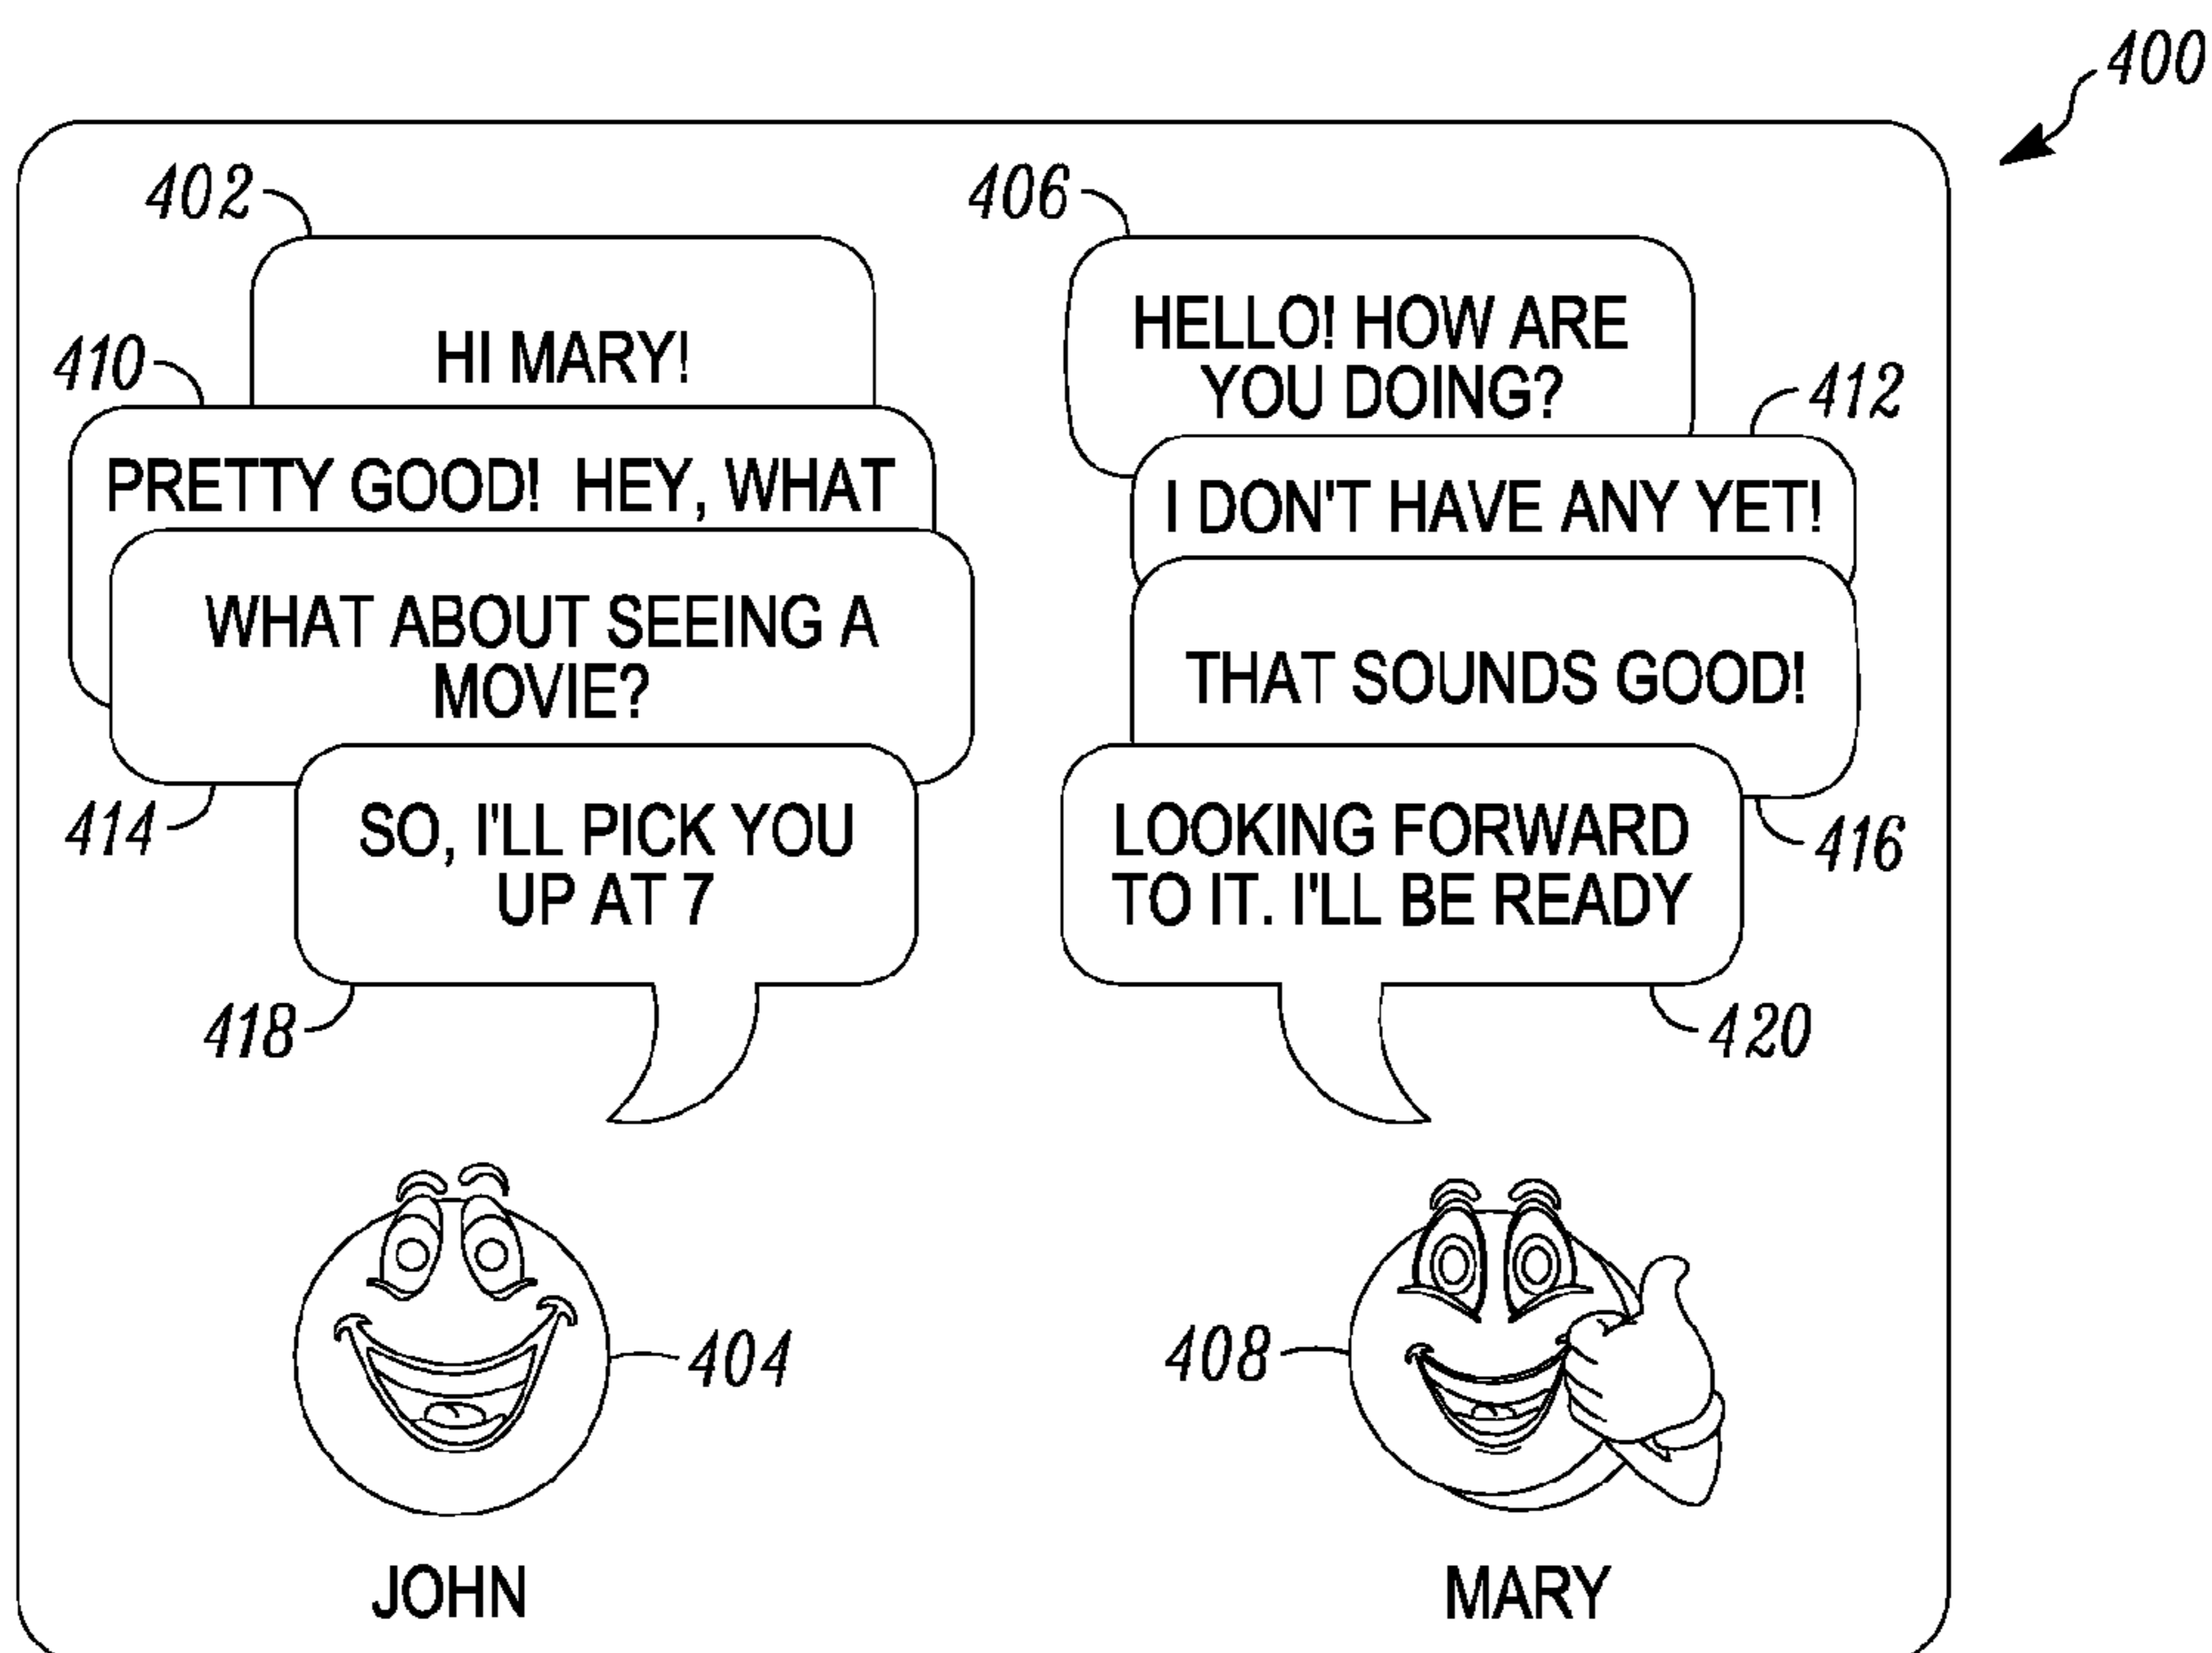 400
402
HI MARY!
406
HELLO! HOW ARE
YOU DOING?
410
PRETTY GOOD!  HEY, WHAT
412
I DON'T HAVE ANY YET!
WHAT ABOUT SEEING A
MOVIE?
414
THAT SOUNDS GOOD!
416
SO, I'LL PICK YOU
UP AT 7
418
LOOKING FORWARD
TO IT. I'LL BE READY
420
404
408
JOHN
MARY